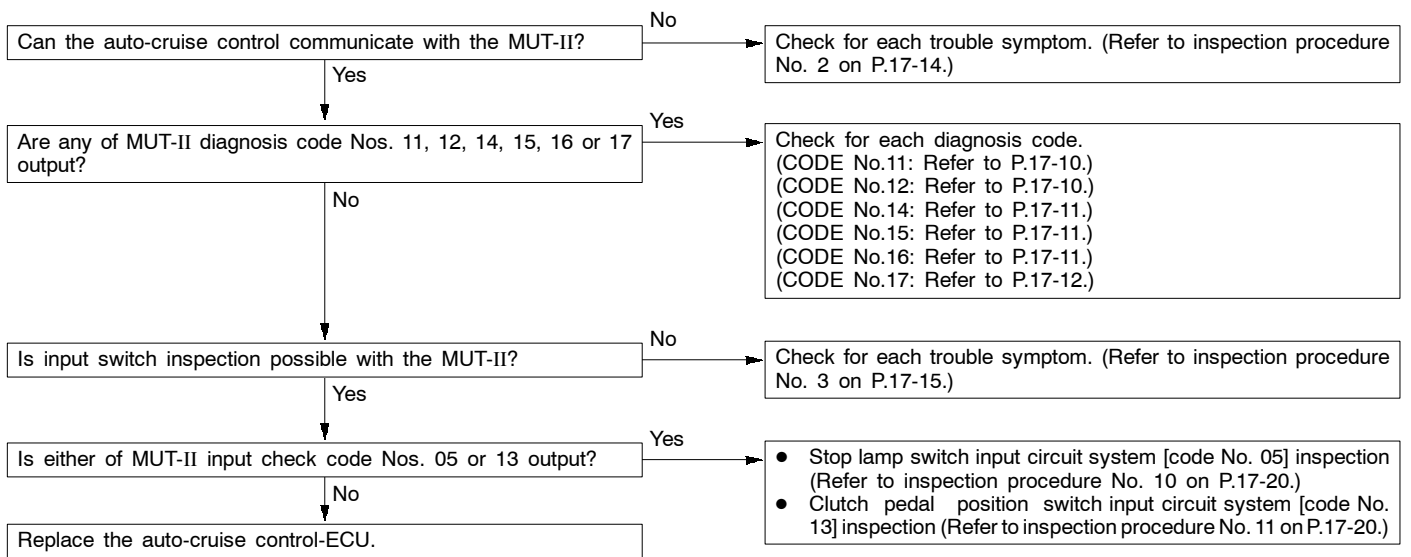 Can the auto-cruise control communicate with the MUT-II?
No
Check for each trouble symptom. (Refer to inspection procedure
No. 2 on P.17-14.)
Yes
Are any of MUT-II diagnosis code Nos. 11, 12, 14, 15, 16 or 17
output?
Yes
Check for each diagnosis code.
(CODE No.11: Refer to P.17-10.)
(CODE No.12: Refer to P.17-10.)
(CODE No.14: Refer to P.17-11.)
(CODE No.15: Refer to P.17-11.)
(CODE No.16: Refer to P.17-11.)
(CODE No.17: Refer to P.17-12.)
No
Is input switch inspection possible with the MUT-II?
No
Check for each trouble symptom. (Refer to inspection procedure
No. 3 on P.17-15.)
Yes
Is either of MUT-II input check code Nos. 05 or 13 output?
Yes
● Stop lamp switch input circuit system [code No. 05] inspection
(Refer to inspection procedure No. 10 on P.17-20.)
● Clutch pedal position switch input circuit system [code No.
13] inspection (Refer to inspection procedure No. 11 on P.17-20.)
No
Replace the auto-cruise control-ECU.